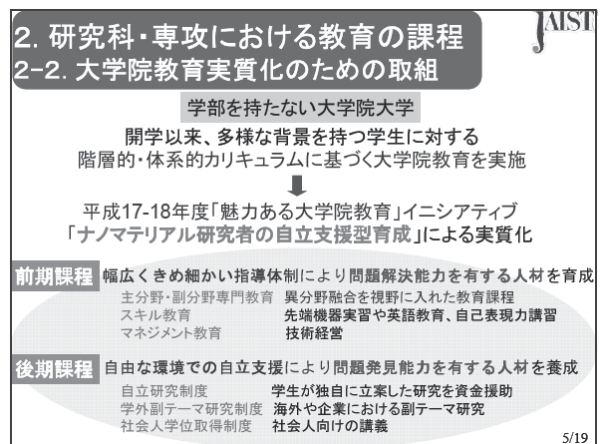 2. 研究科・専攻における教育の課程
JAIST
2-2. 大学院教育実質化のための取組
学部を持たない大学院大学
開学以来、多様な背景を持つ学生に対する
階層的・体系的カリキュラムに基づく大学院教育を実施
平成17-18年度「魅力ある大学院教育」イニシアティブ
「ナノマテリアル研究者の自立支援型育成」による実質化
前期課程 幅広くきめ細かい指導体制により問題解決能力を有する人材を育成
主分野・副分野専門教育 異分野融合を視野に入れた教育課程
スキル教育 先端機器実習や英語教育、自己表現力講習
マネジメント教育 技術経営
後期課程 自由な環境での自立支援により問題発見能力を有する人材を養成
自立研究制度 学生が独自に立案した研究を資金援助
学外副テーマ研究制度 海外や企業における副テーマ研究
社会人学位取得制度 社会人向けの講義
5/19